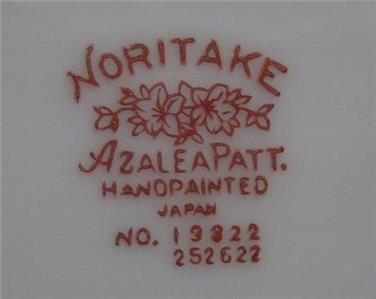 NORITAKE
AZALEA PATT.
HANDPAINTED
JAPAN
NO. 19322
252622